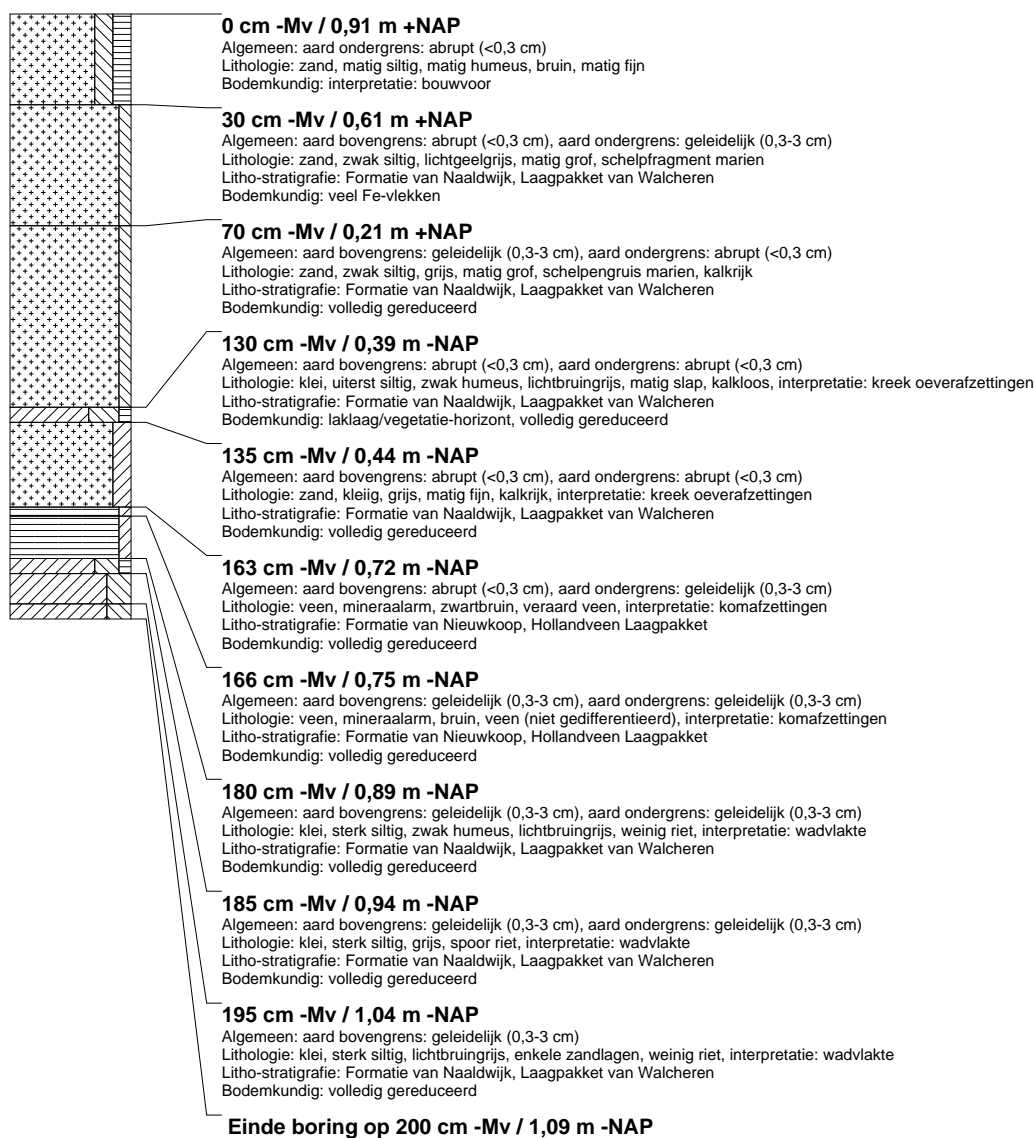 0 cm -Mv / 0,91 m +NAP
Algemeen: aard ondergrens: abrupt (<0,3 cm)
Lithologie: zand, matig siltig, matig humeus, bruin, matig fijn
Bodemkundig: interpretatie: bouwvoor
30 cm -Mv / 0,61 m +NAP
Algemeen: aard bovengrens: abrupt (<0,3 cm), aard ondergrens: geleidelijk (0,3-3 cm)
Lithologie: zand, zwak siltig, lichtgeelgrijs, matig grof, schelpfragment marien
Litho-stratigrafie: Formatie van Naaldwijk, Laagpakket van Walcheren
Bodemkundig: veel Fe-vlekken
70 cm -Mv / 0,21 m +NAP
Algemeen: aard bovengrens: geleidelijk (0,3-3 cm), aard ondergrens: abrupt (<0,3 cm)
Lithologie: zand, zwak siltig, grijs, matig grof, schelpengruis marien, kalkrijk
Litho-stratigrafie: Formatie van Naaldwijk, Laagpakket van Walcheren
Bodemkundig: volledig gereduceerd
130 cm -Mv / 0,39 m -NAP
Algemeen: aard bovengrens: abrupt (<0,3 cm), aard ondergrens: abrupt (<0,3 cm)
Lithologie: klei, uiterst siltig, zwak humeus, lichtbruingrijs, matig slap, kalkloos, interpretatie: kreek oeverafzettingen
Litho-stratigrafie: Formatie van Naaldwijk, Laagpakket van Walcheren
Bodemkundig: laklaag/vegetatie-horizont, volledig gereduceerd
135 cm -Mv / 0,44 m -NAP
Algemeen: aard bovengrens: abrupt (<0,3 cm), aard ondergrens: abrupt (<0,3 cm)
Lithologie: zand, kleiig, grijs, matig fijn, kalkrijk, interpretatie: kreek oeverafzettingen
Litho-stratigrafie: Formatie van Naaldwijk, Laagpakket van Walcheren
Bodemkundig: volledig gereduceerd
163 cm -Mv / 0,72 m -NAP
Algemeen: aard bovengrens: abrupt (<0,3 cm), aard ondergrens: geleidelijk (0,3-3 cm)
Lithologie: veen, mineraalarm, zwartbruin, veraard veen, interpretatie: komafzettingen
Litho-stratigrafie: Formatie van Nieuwkoop, Hollandveen Laagpakket
Bodemkundig: volledig gereduceerd
166 cm -Mv / 0,75 m -NAP
Algemeen: aard bovengrens: geleidelijk (0,3-3 cm), aard ondergrens: geleidelijk (0,3-3 cm)
Lithologie: veen, mineraalarm, bruin, veen (niet gedifferentieerd), interpretatie: komafzettingen
Litho-stratigrafie: Formatie van Nieuwkoop, Hollandveen Laagpakket
Bodemkundig: volledig gereduceerd
180 cm -Mv / 0,89 m -NAP
Algemeen: aard bovengrens: geleidelijk (0,3-3 cm), aard ondergrens: geleidelijk (0,3-3 cm)
Lithologie: klei, sterk siltig, zwak humeus, lichtbruingrijs, weinig riet, interpretatie: wadvlakte
Litho-stratigrafie: Formatie van Naaldwijk, Laagpakket van Walcheren
Bodemkundig: volledig gereduceerd
185 cm -Mv / 0,94 m -NAP
Algemeen: aard bovengrens: geleidelijk (0,3-3 cm), aard ondergrens: geleidelijk (0,3-3 cm)
Lithologie: klei, sterk siltig, grijs, spoor riet, interpretatie: wadvlakte
Litho-stratigrafie: Formatie van Naaldwijk, Laagpakket van Walcheren
Bodemkundig: volledig gereduceerd
195 cm -Mv / 1,04 m -NAP
Algemeen: aard bovengrens: geleidelijk (0,3-3 cm)
Lithologie: klei, sterk siltig, lichtbruingrijs, enkele zandlagen, weinig riet, interpretatie: wadvlakte
Litho-stratigrafie: Formatie van Naaldwijk, Laagpakket van Walcheren
Bodemkundig: volledig gereduceerd
Einde boring op 200 cm -Mv / 1,09 m -NAP